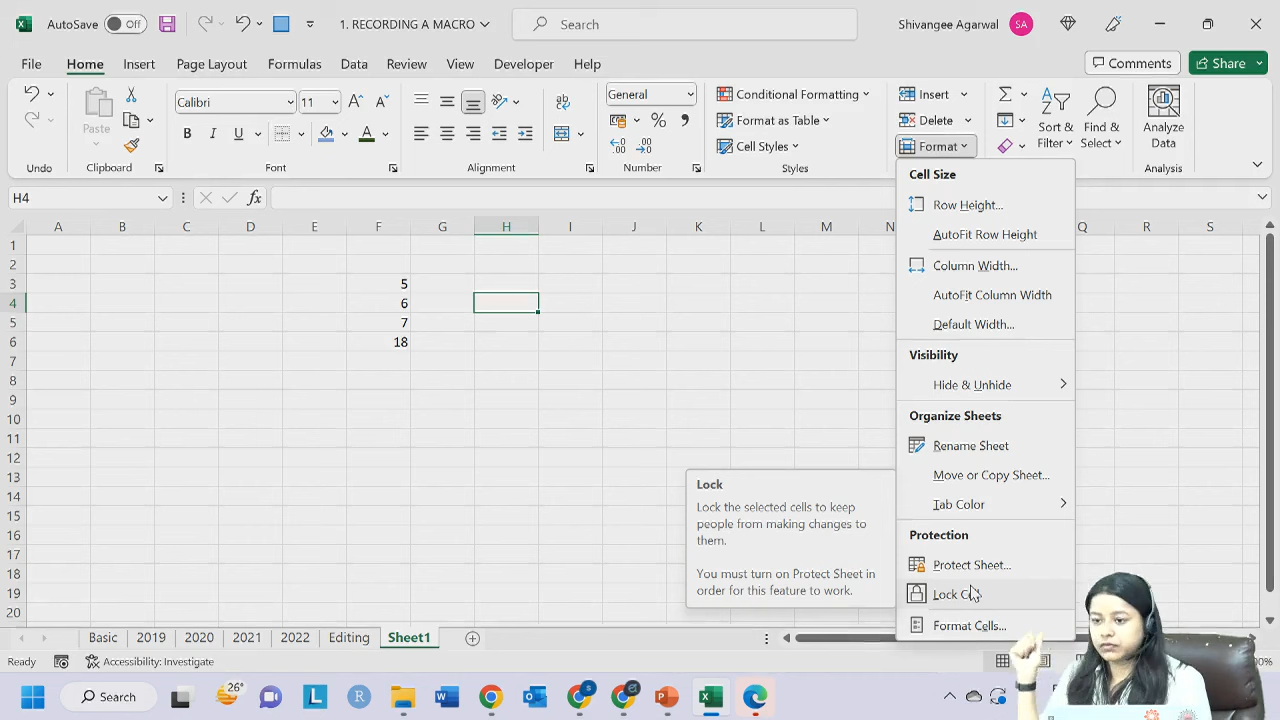 AutoSave Off 1. RECORDING A MACRO Search Shivangee Agarwal SA
File Home Insert Page Layout Formulas Data Review View Developer Help Comments Share
Paste
Calibri 11
B I U
General
Conditional Formatting
Format as Table
Cell Styles
Insert
Delete
Format
Sort & Filter
Find & Select
Analyze Data
Undo Clipboard Font Alignment Number Styles Analysis
H4 fx
A B C D E F G H I J K L M N Q R S
1
2
3 5
4 6
5 7
6 18
7
8
9
10
11
12
13
14
15
16
17
18
19
20
Cell Size
Row Height...
AutoFit Row Height
Column Width...
AutoFit Column Width
Default Width...
Visibility
Hide & Unhide
Organize Sheets
Rename Sheet
Move or Copy Sheet...
Tab Color
Protection
Protect Sheet...
Lock
Format Cells...
Lock
Lock the selected cells to keep
people from making changes to
them.
You must turn on Protect Sheet in
order for this feature to work.
Basic 2019 2020 2021 2022 Editing Sheet1
Ready Accessibility: Investigate
26° Search